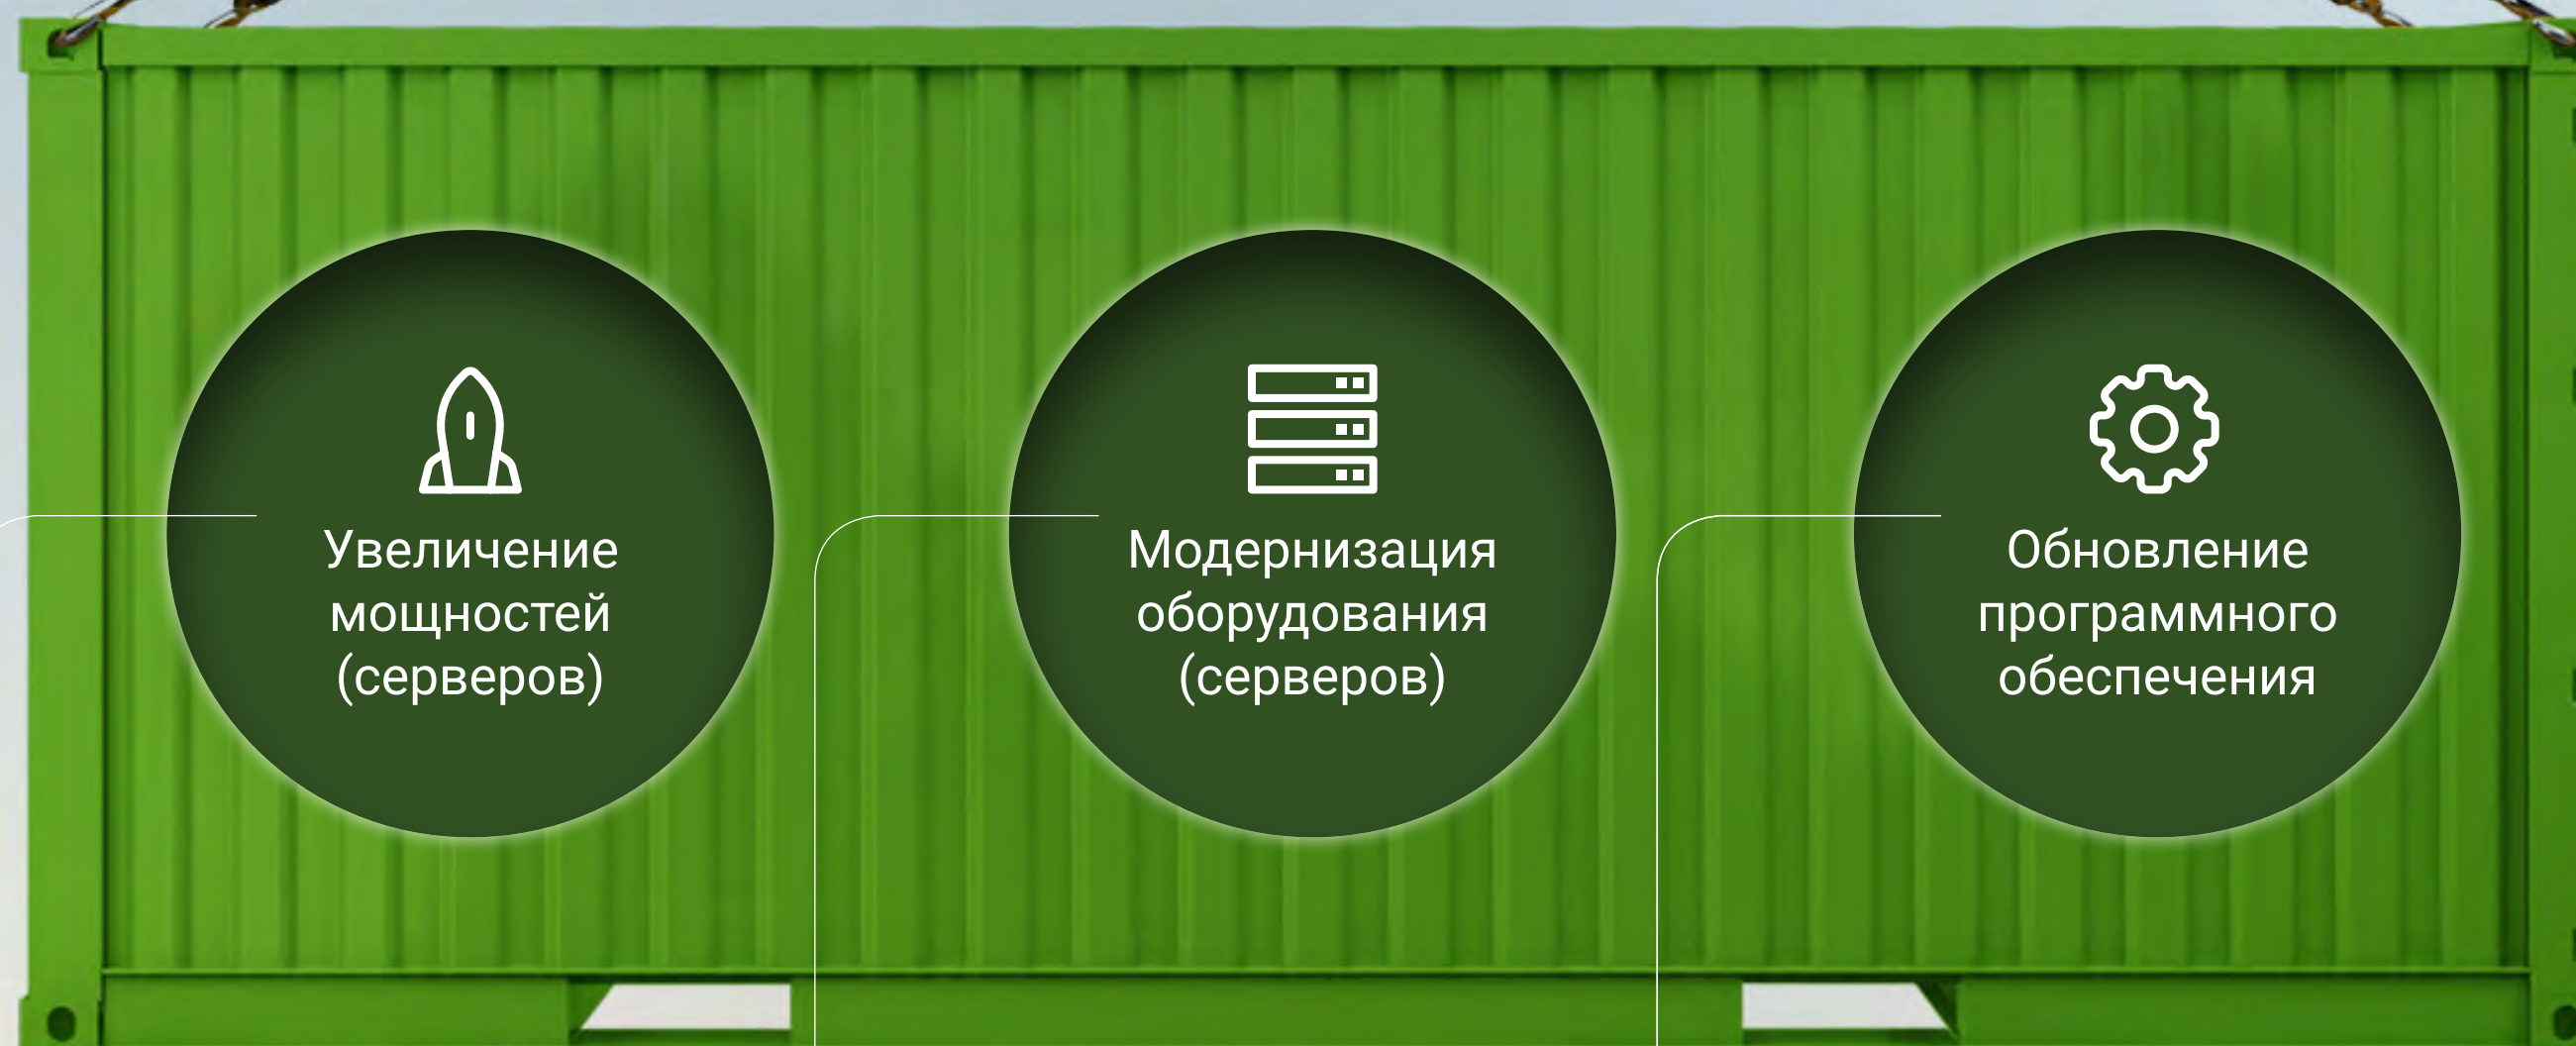 Увеличение
мощностей
(серверов)
Модернизация
оборудования
(серверов)
Обновление
программного
обеспечения